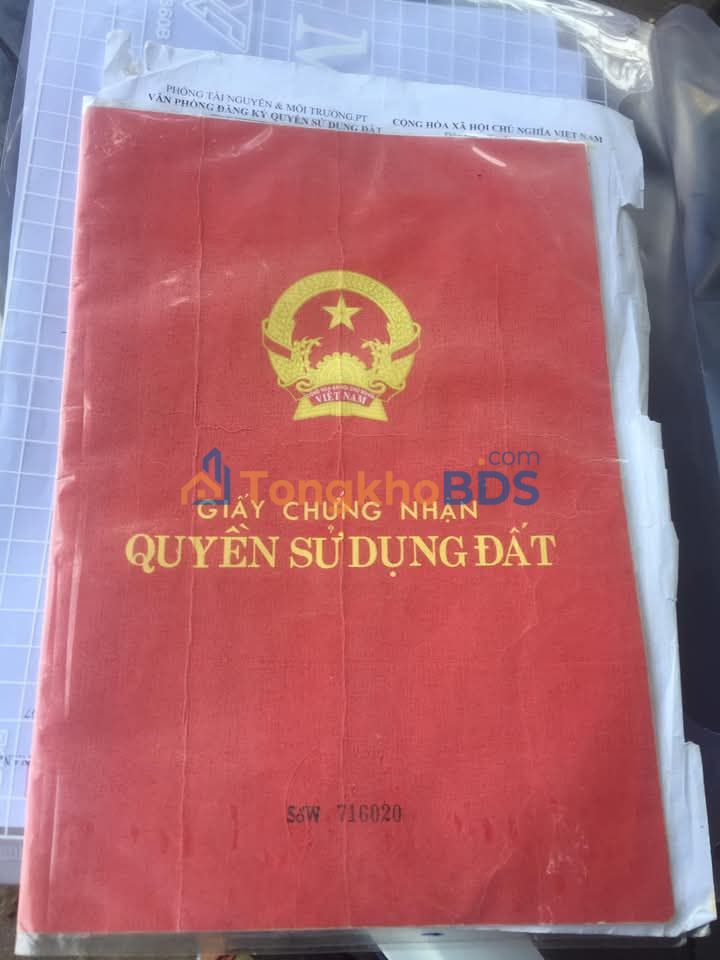 PHÒNG TÀI NGUYÊN & MÔI TRƯỜNG.PT
VĂN PHÒNG ĐĂNG KÝ QUYỀN SỬ DỤNG ĐẤT
CỘNG HÒA XÃ HỘI CHỦ NGHĨA VIỆT NAM
VIỆT NAM
TổngkhoBDS
.com
GIẤY CHỨNG NHẬN
QUYỀN SỬ DỤNG ĐẤT
Số W 716020